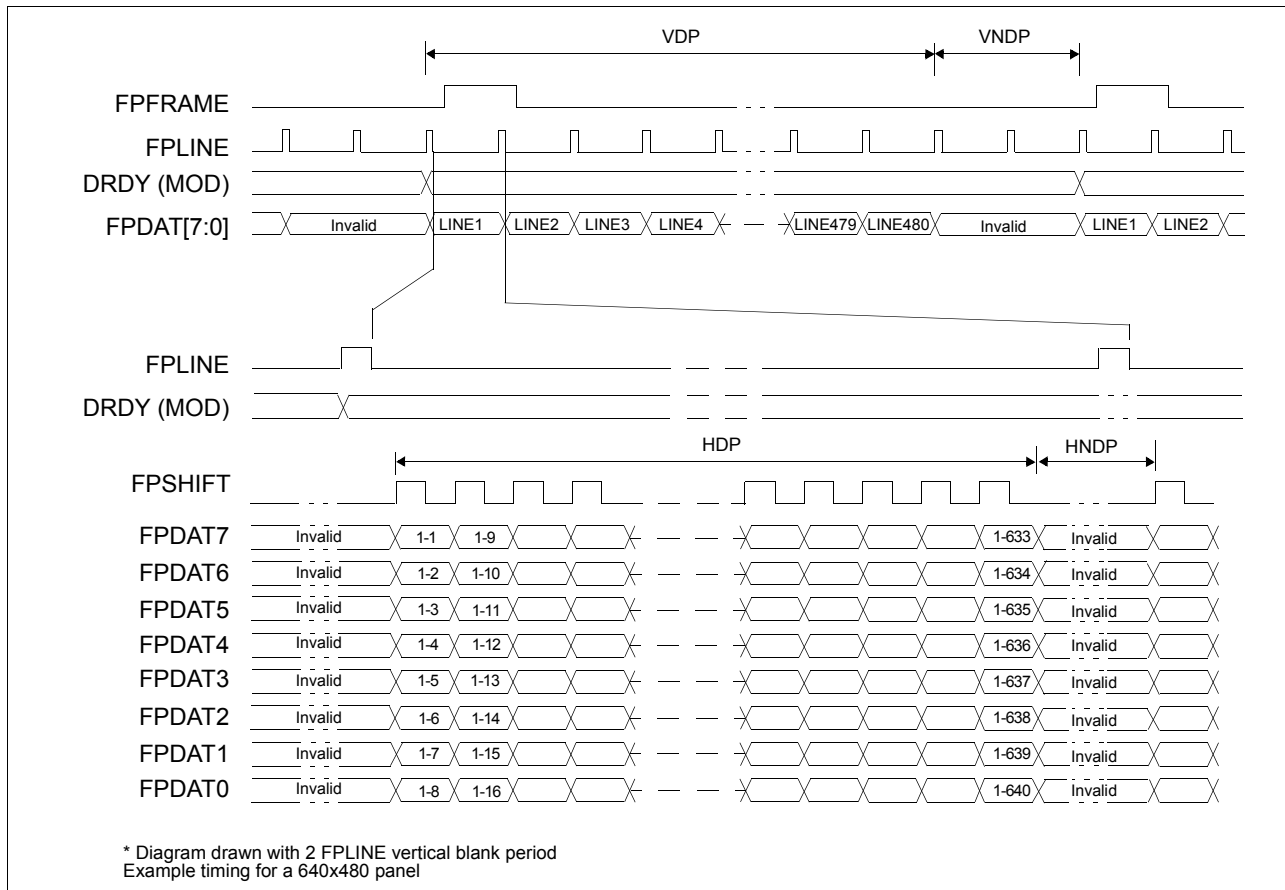 VDP VNDP
FPFRAME
FPLINE
DRDY (MOD)
FPDAT[7:0] Invalid LINE1 LINE2 LINE3 LINE4 LINE479 LINE480 Invalid LINE1 LINE2
FPLINE
DRDY (MOD)
HDP HNDP
FPSHIFT
FPDAT7 Invalid 1-1 1-9 1-633 Invalid
FPDAT6 Invalid 1-2 1-10 1-634 Invalid
FPDAT5 Invalid 1-3 1-11 1-635 Invalid
FPDAT4 Invalid 1-4 1-12 1-636 Invalid
FPDAT3 Invalid 1-5 1-13 1-637 Invalid
FPDAT2 Invalid 1-6 1-14 1-638 Invalid
FPDAT1 Invalid 1-7 1-15 1-639 Invalid
FPDAT0 Invalid 1-8 1-16 1-640 Invalid
* Diagram drawn with 2 FPLINE vertical blank period
Example timing for a 640x480 panel